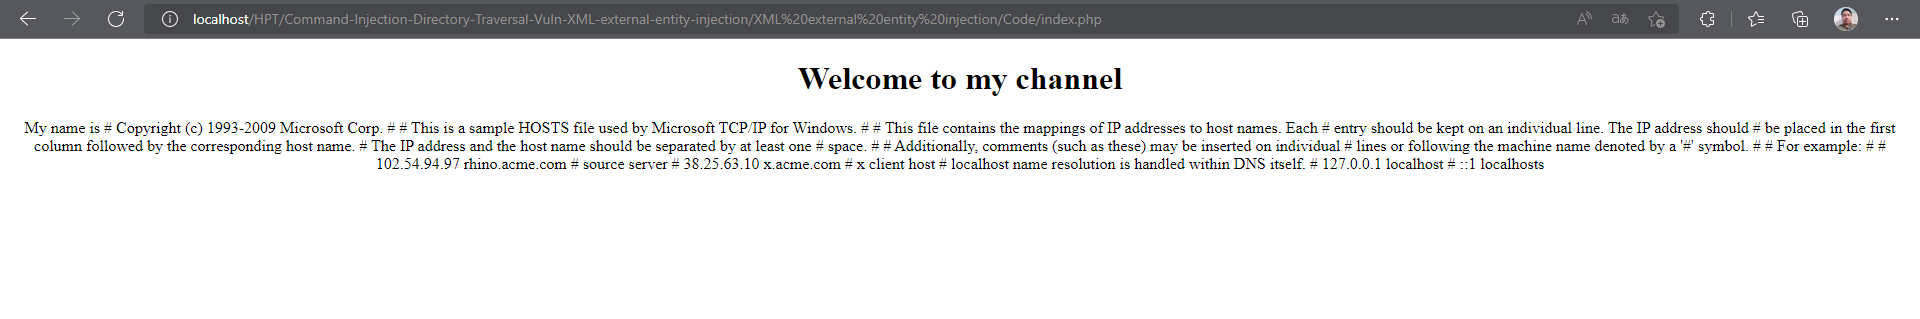 localhost/HPT/Command-Injection-Directory-Traversal-Vuln-XML-external-entity-injection/XML%20external%20entity%20injection/Code/index.php
Welcome to my channel
My name is # Copyright (c) 1993-2009 Microsoft Corp. # # This is a sample HOSTS file used by Microsoft TCP/IP for Windows. # # This file contains the mappings of IP addresses to host names. Each # entry should be kept on an individual line. The IP address should # be placed in the first
column followed by the corresponding host name. # The IP address and the host name should be separated by at least one # space. # # Additionally, comments (such as these) may be inserted on individual # lines or following the machine name denoted by a '#' symbol. # # For example: # #
102.54.94.97 rhino.acme.com # source server # 38.25.63.10 x.acme.com # x client host # localhost name resolution is handled within DNS itself. # 127.0.0.1 localhost # ::1 localhosts